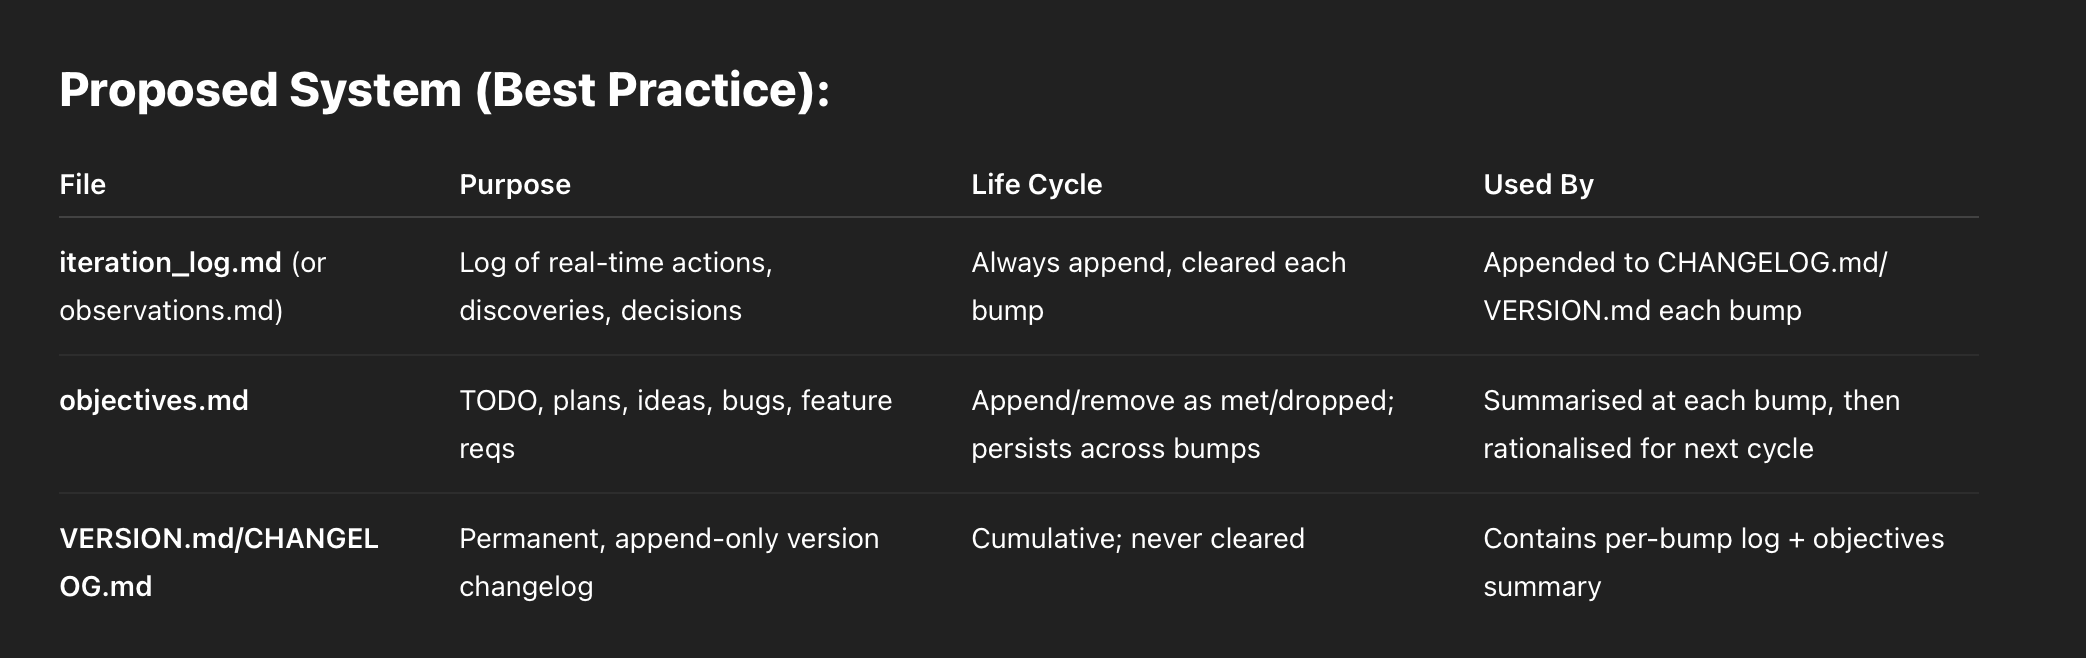 Proposed System (Best Practice):
File Purpose Life Cycle Used By
iteration_log.md (or
observations.md)
Log of real-time actions,
discoveries, decisions
Always append, cleared each
bump
Appended to CHANGELOG.md/
VERSION.md each bump
objectives.md
TODO, plans, ideas, bugs, feature
reqs
Append/remove as met/dropped;
persists across bumps
Summarised at each bump, then
rationalised for next cycle
VERSION.md/CHANGEL
OG.md
Permanent, append-only version
changelog
Cumulative; never cleared
Contains per-bump log + objectives
summary